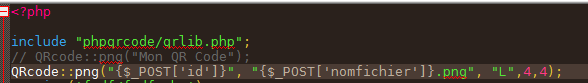 <?php
include "phpqrcode/qrlib.php";
// QRcode::png("Mon QR Code");
QRcode::png("{$_POST['id']}", "{$_POST['nomfichier']}.png", "L",4,4);